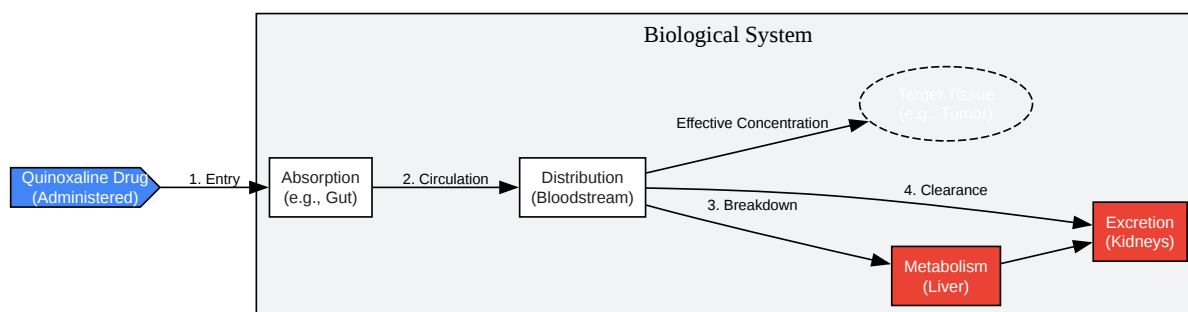 Biological System
Target Tissue
(e.g., Tumor)
Effective Concentration
Quinoxaline Drug
(Administered)
1. Entry
Absorption
(e.g., Gut)
2. Circulation
Distribution
(Bloodstream)
4. Clearance
3. Breakdown
Excretion
(Kidneys)
Metabolism
(Liver)